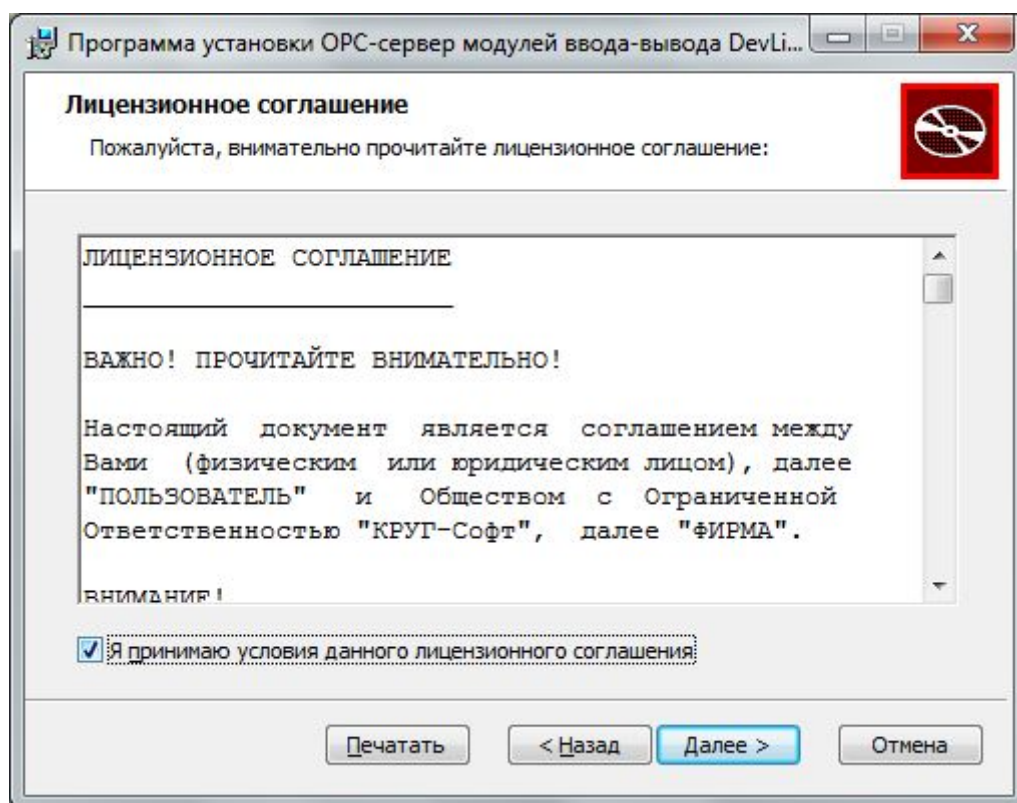 Программа установки OPC-сервер модулей ввода-вывода DevLi...
Лицензионное соглашение
Пожалуйста, внимательно прочитайте лицензионное соглашение:
ЛИЦЕНЗИОННОЕ СОГЛАШЕНИЕ
ВАЖНО! ПРОЧИТАЙТЕ ВНИМАТЕЛЬНО!
Настоящий документ является соглашением между
Вами (физическим или юридическим лицом), далее
"ПОЛЬЗОВАТЕЛЬ" и Обществом с Ограниченной
Ответственностью "КРУГ-Софт", далее "ФИРМА".
ВНИМАНИЕ!
Я принимаю условия данного лицензионного соглашения
Печатать < Назад Далее > Отмена